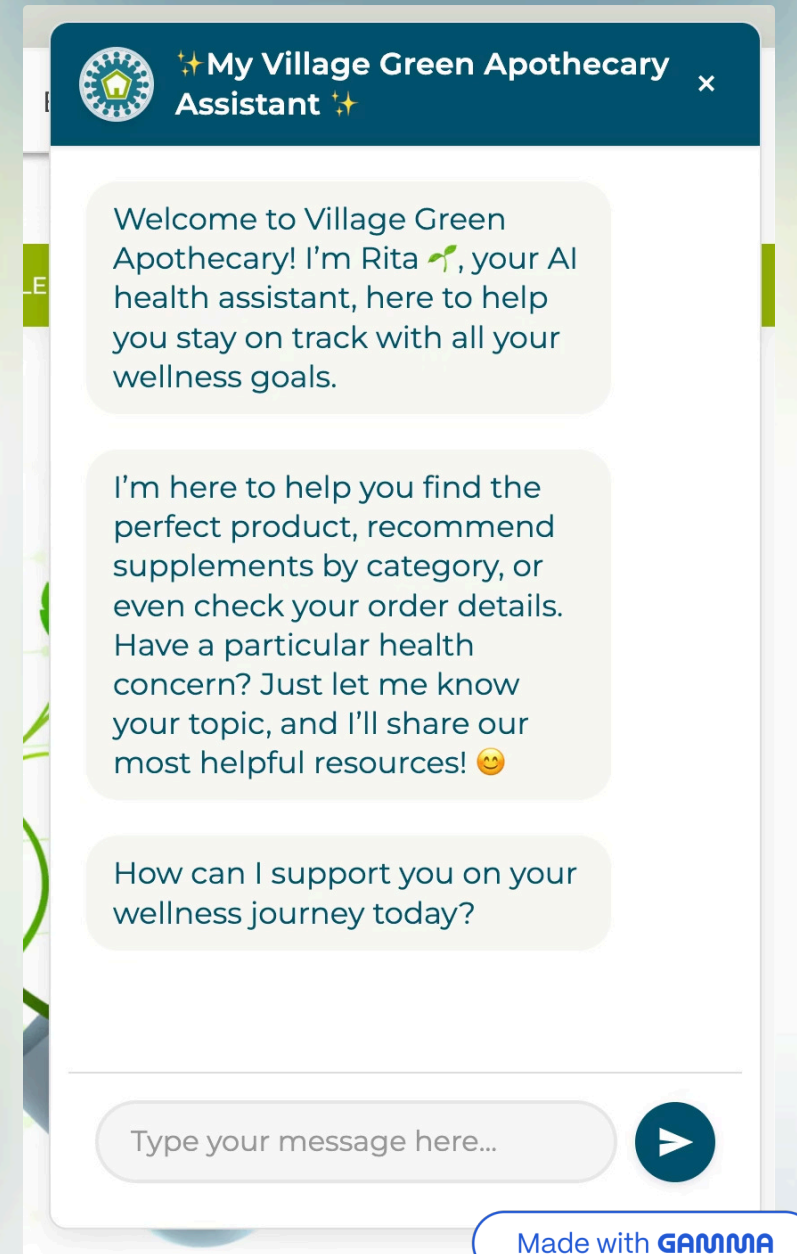 ✨My Village Green Apothecary
Assistant ✨
×
LE
Welcome to Village Green
Apothecary! I’m Rita 🌱, your AI
health assistant, here to help
you stay on track with all your
wellness goals.
I’m here to help you find the
perfect product, recommend
supplements by category, or
even check your order details.
Have a particular health
concern? Just let me know
your topic, and I’ll share our
most helpful resources! 😊
How can I support you on your
wellness journey today?
Type your message here...
Made with GAMMA